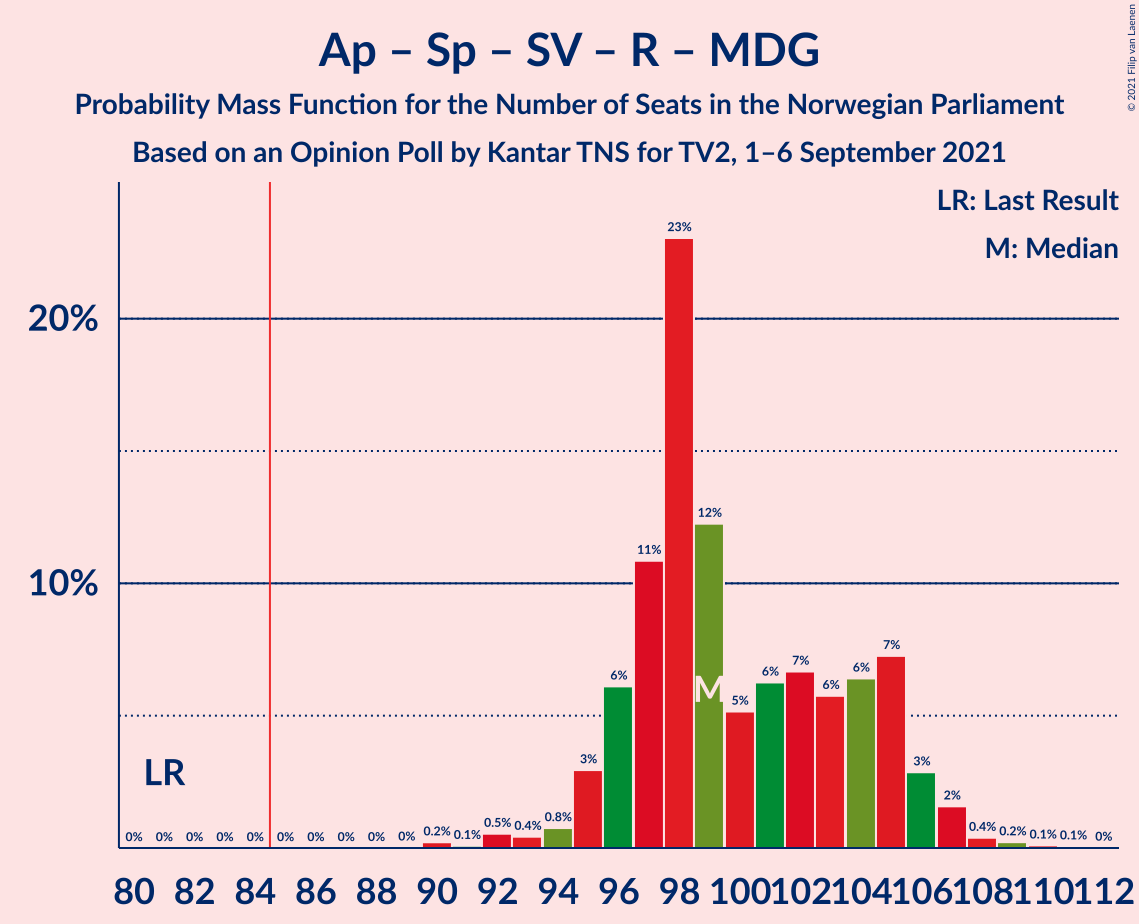 Ap – Sp – SV – R – MDG
Probability Mass Function for the Number of Seats in the Norwegian Parliament
Based on an Opinion Poll by Kantar TNS for TV2, 1–6 September 2021
© 2021 Filip van Laenen
LR: Last Result
M: Median
23%
20%
12%
11%
10%
7%
6%
6%
7%
6%
6%
5%
M
3%
3%
2%
LR
0% 0% 0% 0% 0% 0% 0% 0% 0% 0% 0.2% 0.1% 0.5% 0.4% 0.8% 0.4% 0.2% 0.1% 0.1% 0%
80 82 84 86 88 90 92 94 96 98 100 102 104 106 108 110 112